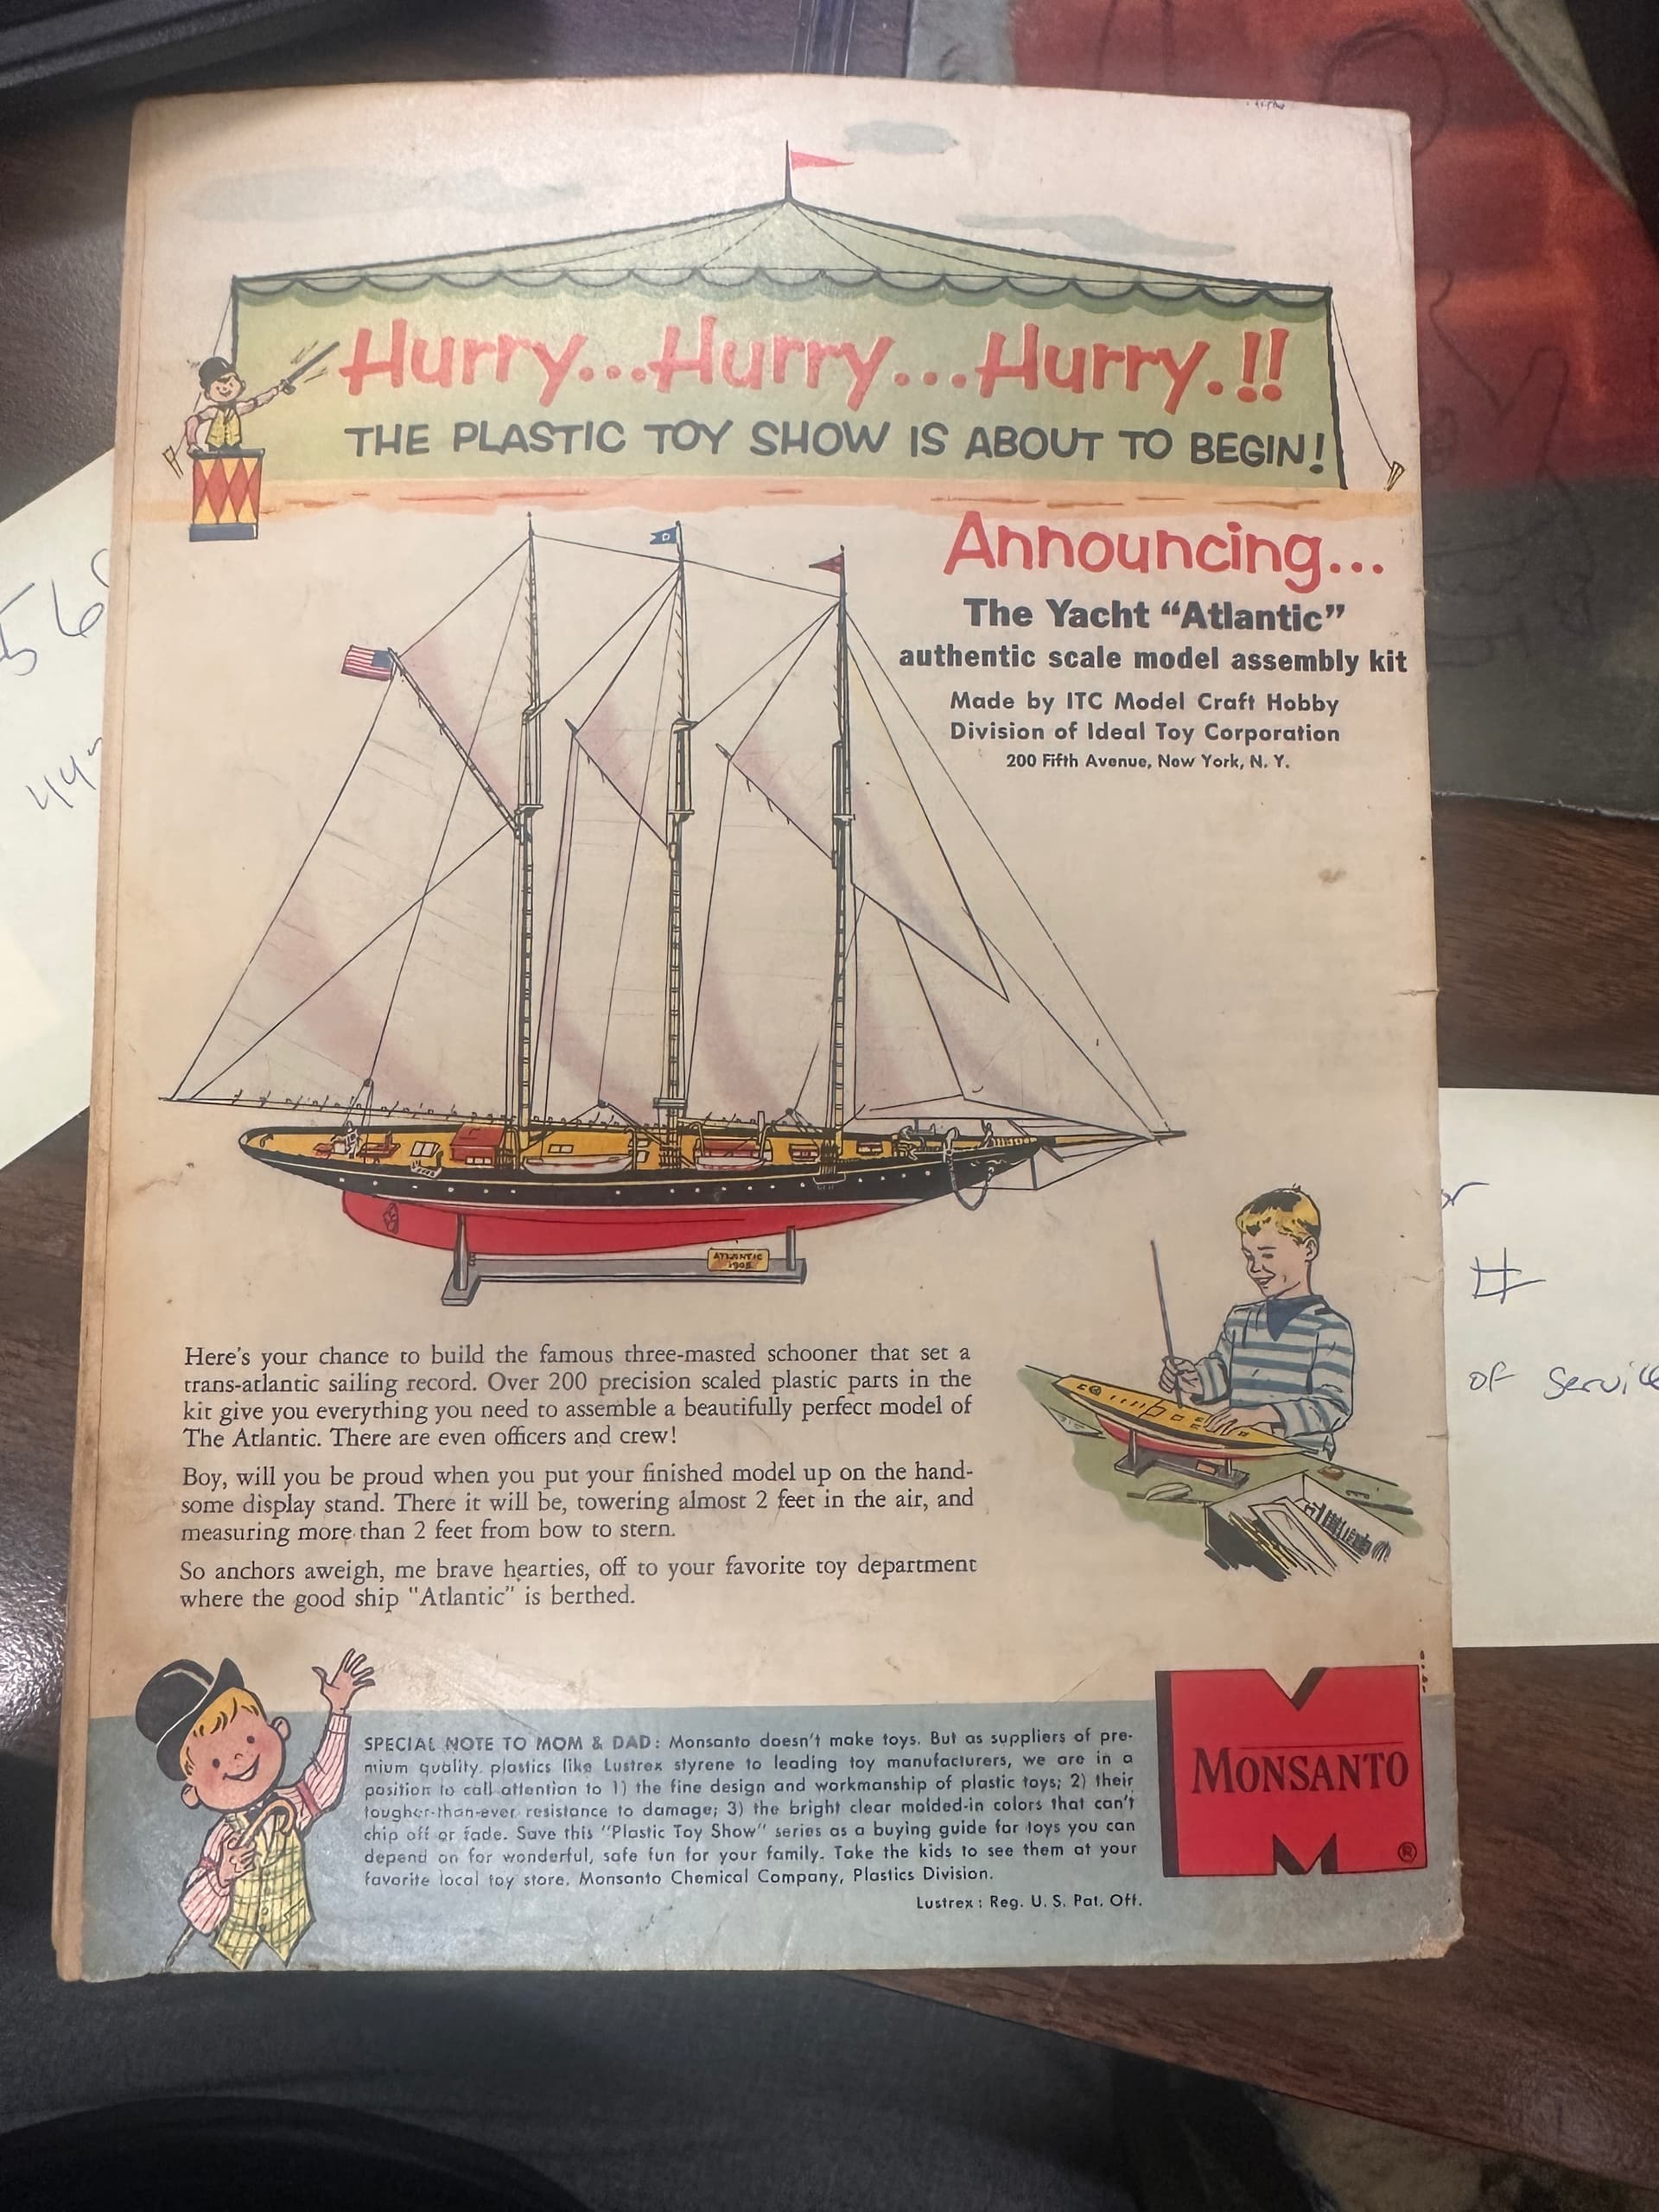 Hurry...Hurry...Hurry.!!
THE PLASTIC TOY SHOW IS ABOUT TO BEGIN!
Announcing...
The Yacht “Atlantic”
authentic scale model assembly kit
Made by ITC Model Craft Hobby
Division of Ideal Toy Corporation
200 Fifth Avenue, New York, N. Y.
D
ATLANTIC
Here's your chance to build the famous three-masted schooner that set a
trans-atlantic sailing record. Over 200 precision scaled plastic parts in the
kit give you everything you need to assemble a beautifully perfect model of
The Atlantic. There are even officers and crew!
Boy, will you be proud when you put your finished model up on the hand-
some display stand. There it will be, towering almost 2 feet in the air, and
measuring more than 2 feet from bow to stern.
So anchors aweigh, me brave hearties, off to your favorite toy department
where the good ship "Atlantic" is berthed.
SPECIAL NOTE TO MOM & DAD: Monsanto doesn't make toys. But as suppliers of pre-
mium quality plastics like Lustrex styrene to leading toy manufacturers, we are in a
position to call attention to 1) the fine design and workmanship of plastic toys; 2) their
tougher-than-ever resistance to damage; 3) the bright clear molded-in colors that can't
chip off or fade. Save this "Plastic Toy Show" series as a buying guide for toys you can
depend on for wonderful, safe fun for your family. Take the kids to see them at your
favorite local toy store. Monsanto Chemical Company, Plastics Division.
Lustrex: Reg. U. S. Pat. Off.
MONSANTO
®
56
44
#
of service